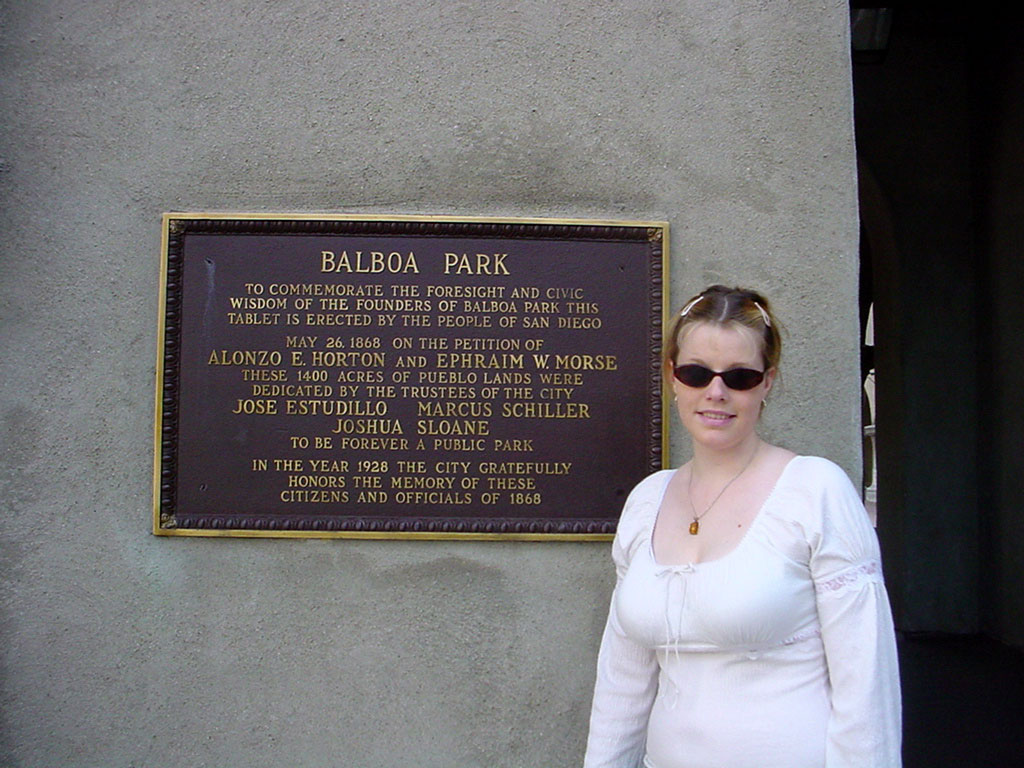 BALBOA PARK
TO COMMEMORATE THE FORESIGHT AND CIVIC
WISDOM OF THE FOUNDERS OF BALBOA PARK THIS
TABLET IS ERECTED BY THE PEOPLE OF SAN DIEGO
MAY 26, 1868 ON THE PETITION OF
ALONZO E. HORTON AND EPHRAIM W. MORSE
THESE 1400 ACRES OF PUEBLO LANDS WERE
DEDICATED BY THE TRUSTEES OF THE CITY
JOSE ESTUDILLO MARCUS SCHILLER
JOSHUA SLOANE
TO BE FOREVER A PUBLIC PARK
IN THE YEAR 1928 THE CITY GRATEFULLY
HONORS THE MEMORY OF THESE
CITIZENS AND OFFICIALS OF 1868